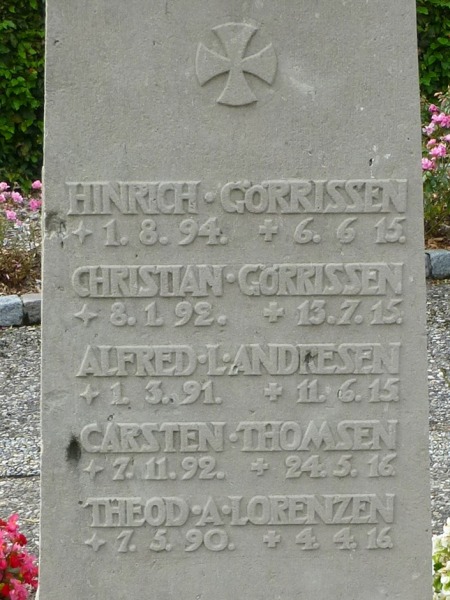 HINRICH · GÖRRISSEN
+ 1. 8. 94. + 6. 6 15.
CHRISTIAN · GÖRRISSEN
+ 8. 1 92. + 13. 7. 15.
ALFRED · L · ANDRESEN
+ 1. 3. 91. + 11. 6. 15
CARSTEN · THOMSEN
+ 7. 11. 92. + 24. 5. 16.
THEOD · A · LORENZEN
+ 7. 5. 90. + 4. 4. 16.